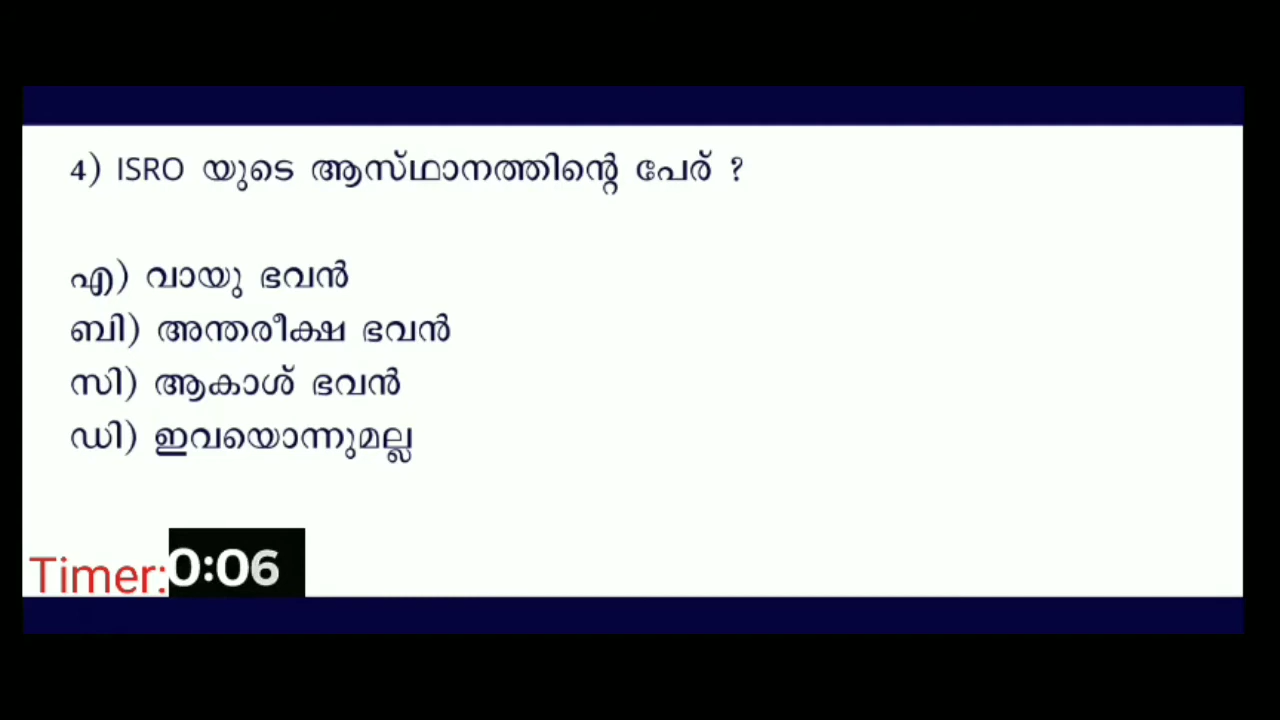 4) ISRO യുടെ ആസ്ഥാനത്തിന്റെ പേര് ?
എ) വായു ഭവൻ
ബി) അന്തരീക്ഷ ഭവൻ
സി) ആകാശ് ഭവൻ
ഡി) ഇവയൊന്നുമല്ല
Timer:0:06